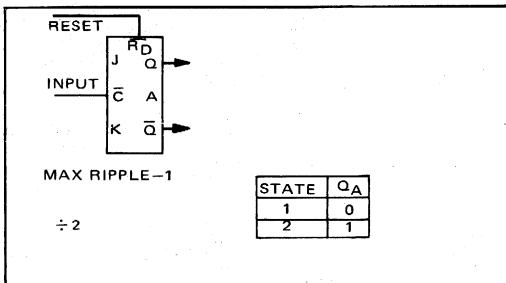 RESET
R̅D
J Q
INPUT
C̅ A
K Q̅
MAX RIPPLE-1
STATE QA
1 0
÷2
2 1